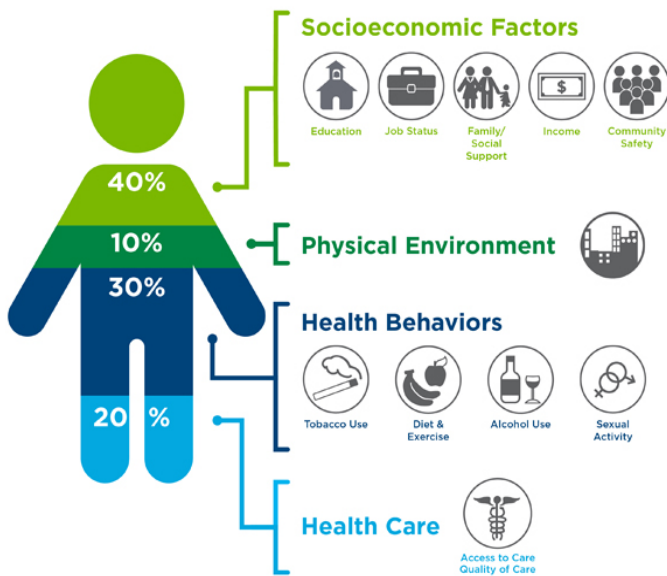 Socioeconomic Factors
Education
Job Status
Family/
Social
Support
Income
Community
Safety
40%
10%
Physical Environment
30%
Health Behaviors
Tobacco Use
Diet &
Exercise
Alcohol Use
Sexual
Activity
20 %
Health Care
Access to Care
Quality of Care